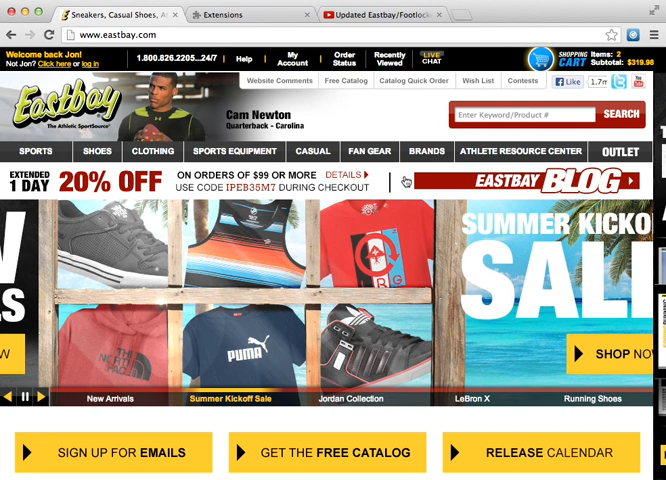 Sneakers, Casual Shoes, A
Extensions
Updated Eastbay/Footlock
www.eastbay.com
Welcome back Jon!
Not Jon? Click here or log in
1.800.826.2205...24/7
Help
My Account
Order Status
Recently Viewed
LIVE CHAT
SHOPPING CART
Items: 2
Subtotal: $319.98
Eastbay
The Athletic SportSource
Cam Newton
Quarterback - Carolina
Website Comments
Free Catalog
Catalog Quick Order
Wish List
Contests
Like
1.7m
You Tube
Enter Keyword/Product #
SEARCH
SPORTS
SHOES
CLOTHING
SPORTS EQUIPMENT
CASUAL
FAN GEAR
BRANDS
ATHLETE RESOURCE CENTER
OUTLET
EXTENDED 1 DAY
20% OFF
ON ORDERS OF $99 OR MORE DETAILS
USE CODE IPEB35M7 DURING CHECKOUT
EASTBAY BLOG
SUMMER KICKO
SAL
THE NORTH FACE
PUMA
SHOP NO
New Arrivals
Summer Kickoff Sale
Jordan Collection
LeBron X
Running Shoes
SIGN UP FOR EMAILS
GET THE FREE CATALOG
RELEASE CALENDAR